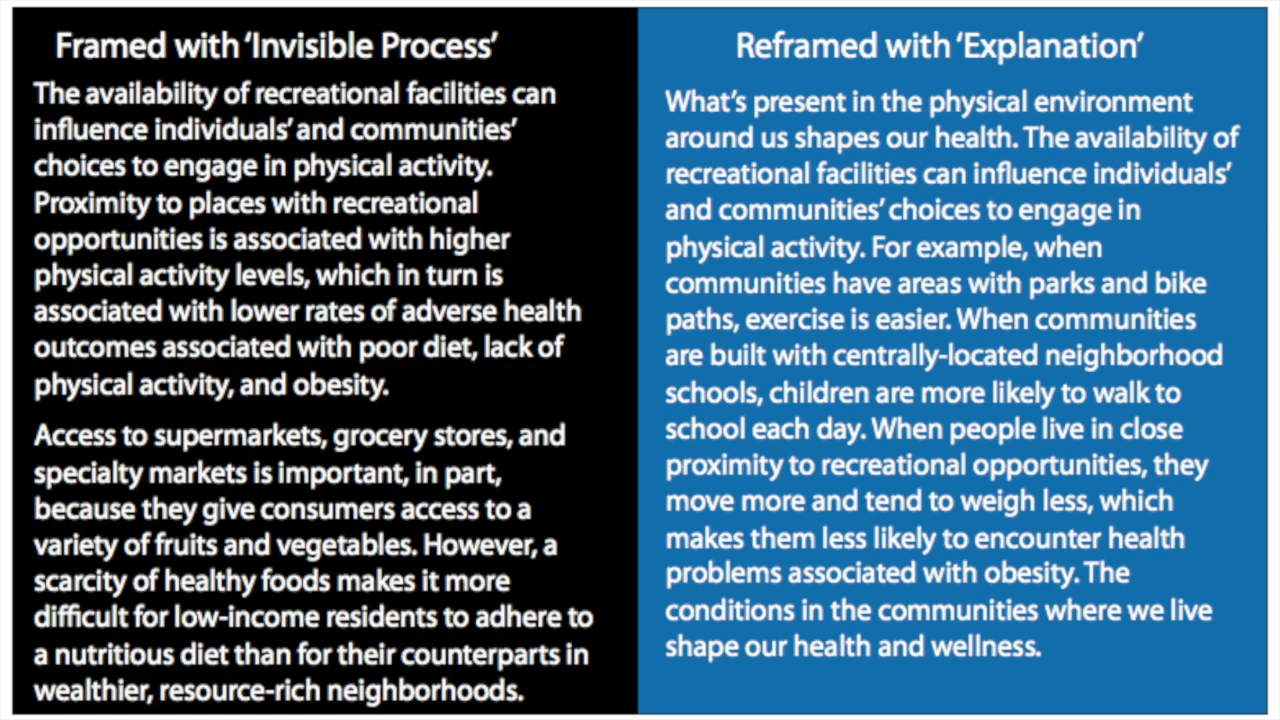 Framed with ‘Invisible Process’
The availability of recreational facilities can
influence individuals’ and communities’
choices to engage in physical activity.
Proximity to places with recreational
opportunities is associated with higher
physical activity levels, which in turn is
associated with lower rates of adverse health
outcomes associated with poor diet, lack of
physical activity, and obesity.
Access to supermarkets, grocery stores, and
specialty markets is important, in part,
because they give consumers access to a
variety of fruits and vegetables. However, a
scarcity of healthy foods makes it more
difficult for low-income residents to adhere to
a nutritious diet than for their counterparts in
wealthier, resource-rich neighborhoods.
Reframed with ‘Explanation’
What’s present in the physical environment
around us shapes our health. The availability of
recreational facilities can influence individuals’
and communities’ choices to engage in
physical activity. For example, when
communities have areas with parks and bike
paths, exercise is easier. When communities
are built with centrally-located neighborhood
schools, children are more likely to walk to
school each day. When people live in close
proximity to recreational opportunities, they
move more and tend to weigh less, which
makes them less likely to encounter health
problems associated with obesity. The
conditions in the communities where we live
shape our health and wellness.